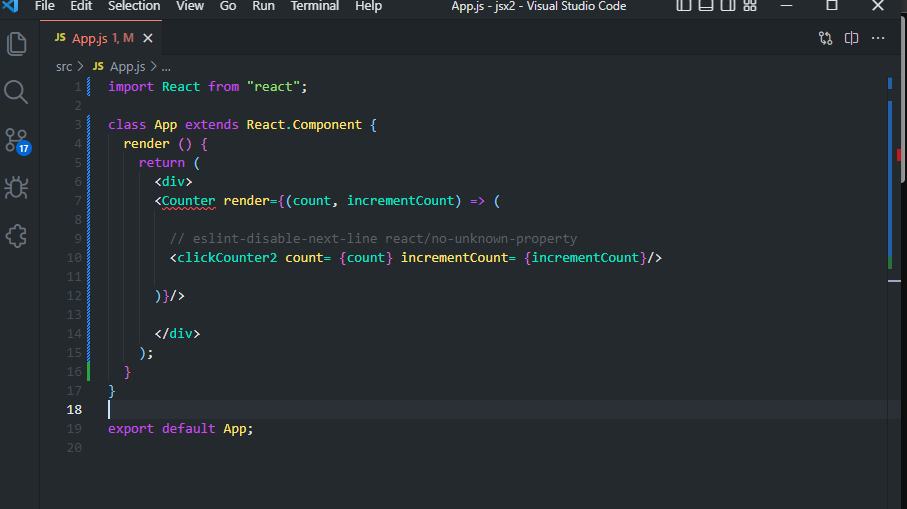 File Edit Selection View Go Run Terminal Help App.js - jsx2 - Visual Studio Code
JS App.js 1, M
src > JS App.js > ...
17
1 import React from "react";
2
3 class App extends React.Component {
4 render () {
5 return (
6 <div>
7 <Counter render={(count, incrementCount) => (
8
9 // eslint-disable-next-line react/no-unknown-property
10 <clickCounter2 count= {count} incrementCount= {incrementCount}/>
11
12 )}/>
13
14 </div>
15 );
16 }
17 }
18
19 export default App;
20